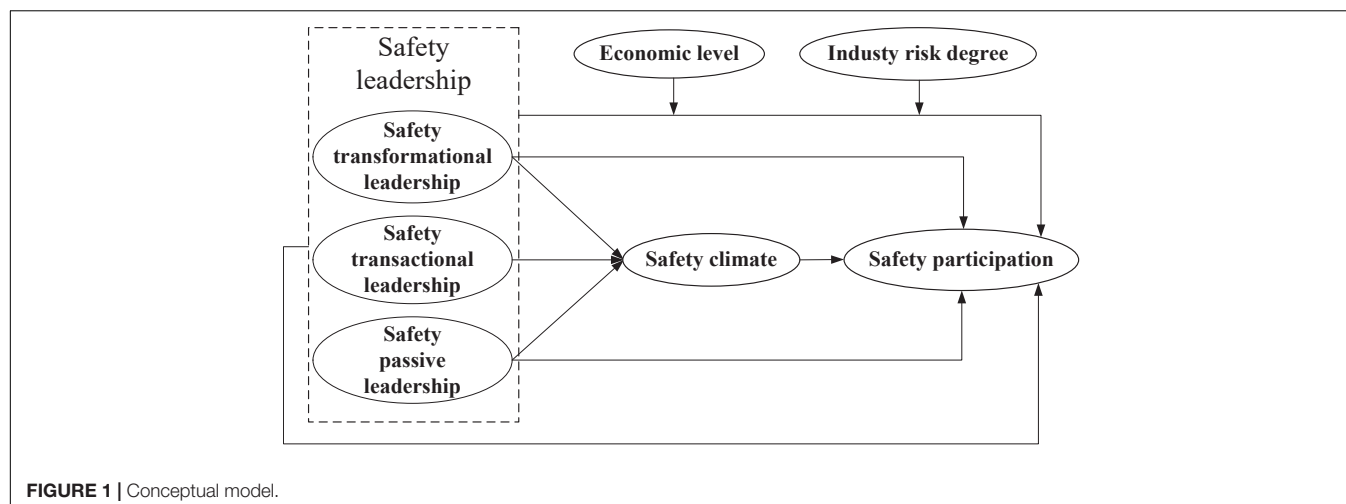 Safety
leadership
Economic level
Industy risk degree
Safety
transformational
leadership
Safety
transactional
leadership
Safety climate
Safety participation
Safety
passive
leadership
FIGURE 1 | Conceptual model.